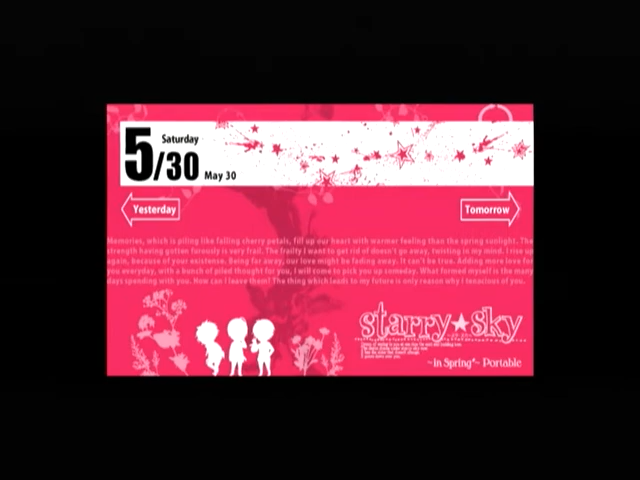 Saturday
5/30
May 30
Yesterday
Tomorrow
Memories, which is piling like falling cherry petals, fill up our heart with warmer feeling than the spring sunlight. The
strength having gotten furously is very frail. The frailty I want to get rid of doesn't go away, twisting in my mind. I rise up
again, because of your existence. Being far away, our love might be fading away. It can't be true. Adding more love for
you everyday, with a bunch of piled thought for you, I will come to pick you up someday. What formed myself is the many
days spending with you. How can I leave them? The thing which leads to my future is only reason why I tenacious of you.
starry★sky
~In Spring~ Portable